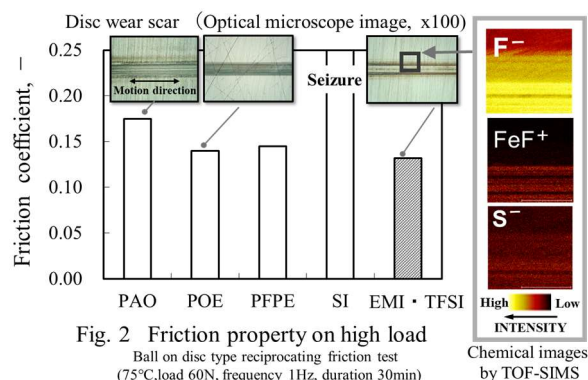 Disc wear scar （Optical microscope image, x100）
Friction coefficient, －
0.25
0.20
0.15
0.10
0.05
0.00
Motion direction
Seizure
PAO POE PFPE SI EMI・TFSI
F⁻
FeF⁺
S⁻
High Low
INTENSITY
Chemical images
by TOF-SIMS
Fig. 2 Friction property on high load
Ball on disc type reciprocating friction test
(75℃,load 60N, frequency 1Hz, duration 30min)